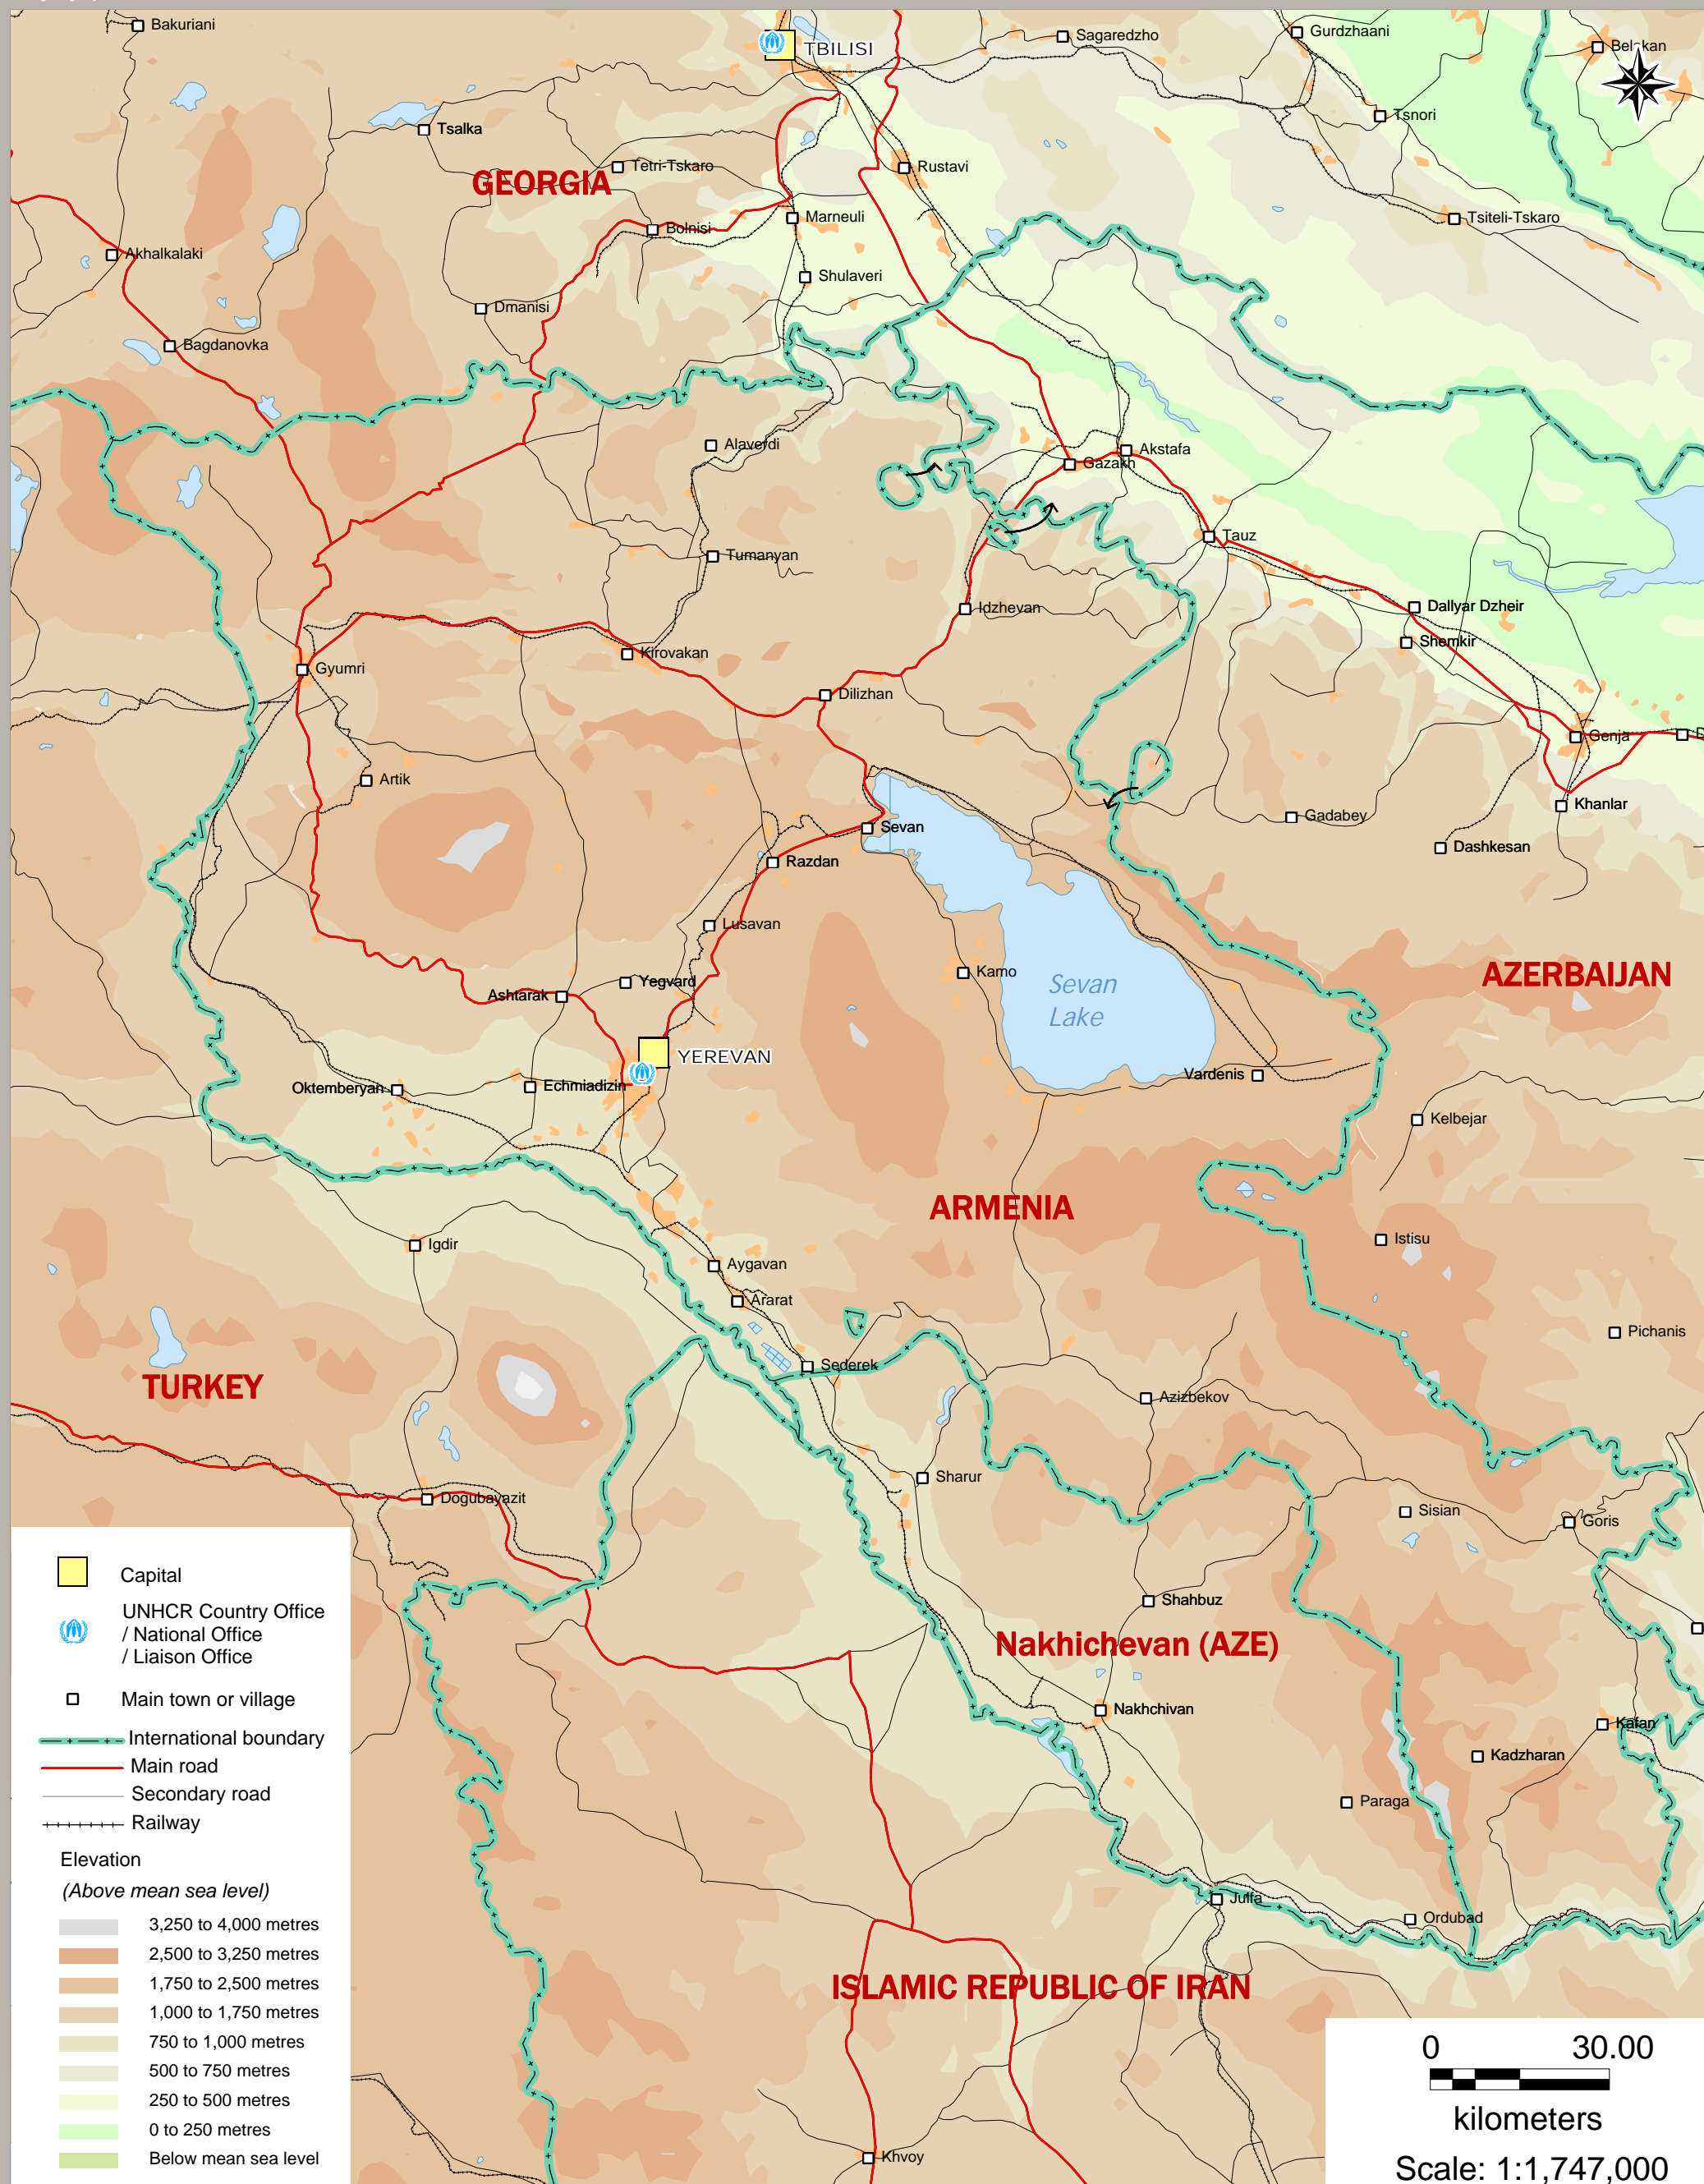 Bakuriani
TBILISI
Sagaredzho
Gurdzhaani
Belokan
Tsalka
Tsnori
Tetri-Tskaro
Rustavi
GEORGIA
Marneuli
Tsiteli-Tskaro
Bolnisi
Akhalkalaki
Shulaveri
Dmanisi
Bagdanovka
Alaverdi
Akstafa
Gazakh
Tauz
Tumanyan
Idzhevan
Dallyar Dzheir
Shemkir
Kirovakan
Gyumri
Dilizhan
Genja
D
Artik
Khanlar
Gadabey
Sevan
Dashkesan
Razdan
Lusavan
Kamo
AZERBAIJAN
Yegvard
Sevan
Lake
Ashtarak
YEREVAN
Vardenis
Oktemberyan
Echmiadizin
Kelbejar
ARMENIA
Istisu
Igdir
Aygavan
Ararat
Pichanis
Sederek
TURKEY
Azizbekov
Sharur
Dogubayazit
Sisian
Goris
Shahbuz
Nakhichevan (AZE)
Nakhchivan
Kafan
Kadzharan
Paraga
Julfa
Ordubad
ISLAMIC REPUBLIC OF IRAN
Khvoy
Capital
UNHCR Country Office
/ National Office
/ Liaison Office
Main town or village
International boundary
Main road
Secondary road
Railway
Elevation
(Above mean sea level)
3,250 to 4,000 metres
2,500 to 3,250 metres
1,750 to 2,500 metres
1,000 to 1,750 metres
750 to 1,000 metres
500 to 750 metres
250 to 500 metres
0 to 250 metres
Below mean sea level
0 30.00
kilometers
Scale: 1:1,747,000